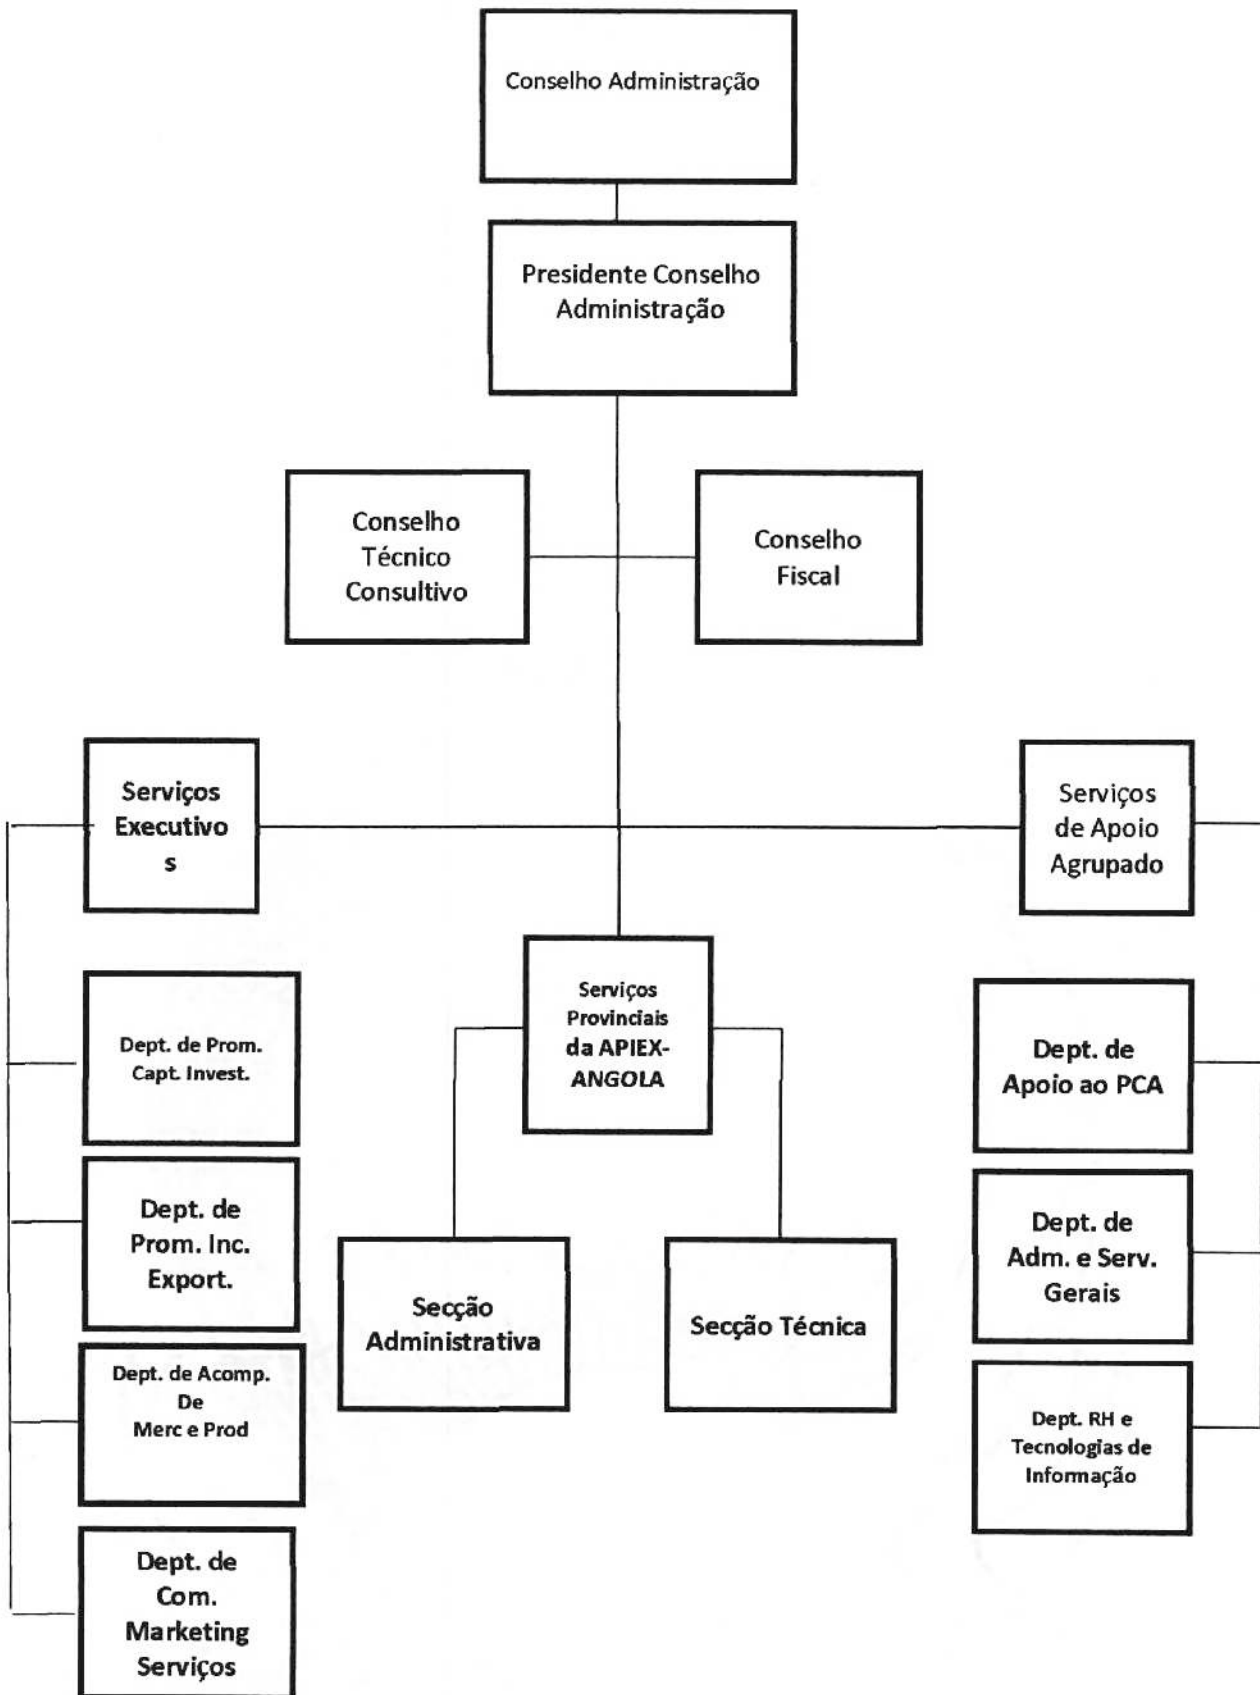 Conselho Administração
Presidente Conselho
Administração
Conselho
Técnico
Consultivo
Conselho
Fiscal
Serviços
Executivo
s
Serviços
de Apoio
Agrupado
Serviços
Provinciais
da APIEX-
ANGOLA
Dept. de Prom.
Capt. Invest.
Dept. de
Prom. Inc.
Export.
Dept. de Acomp.
De
Merc e Prod
Dept. de
Com.
Marketing
Serviços
Secção
Administrativa
Secção Técnica
Dept. de
Apoio ao PCA
Dept. de
Adm. e Serv.
Gerais
Dept. RH e
Tecnologias de
Informação